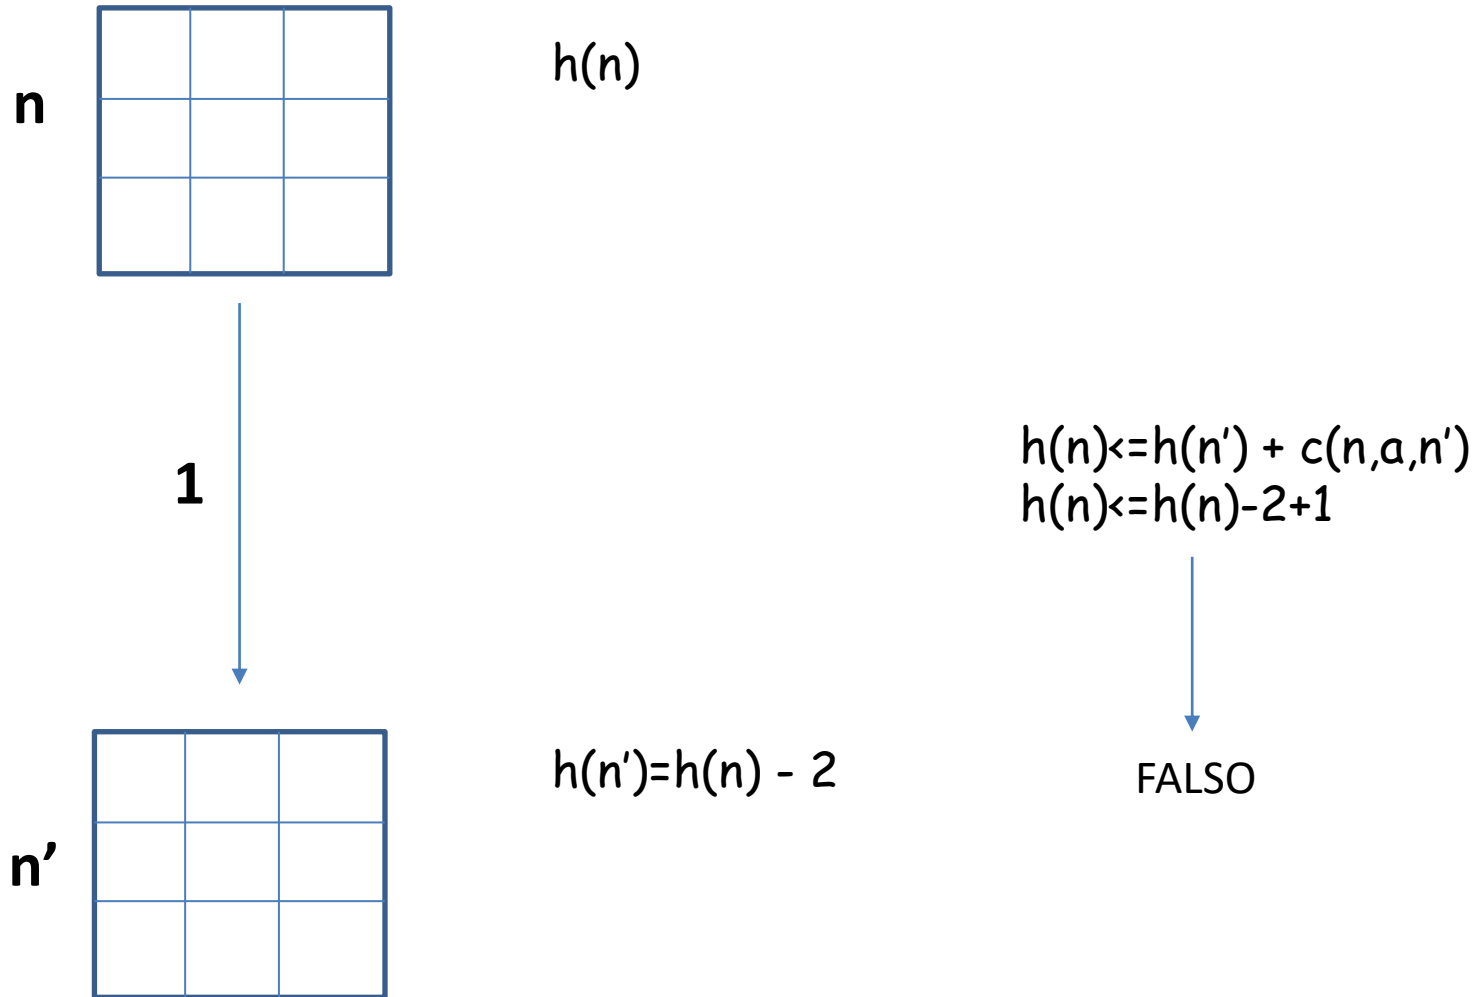 n
h(n)
1
h(n)<=h(n') + c(n,a,n')
h(n)<=h(n)-2+1
n’
h(n')=h(n) - 2
FALSO